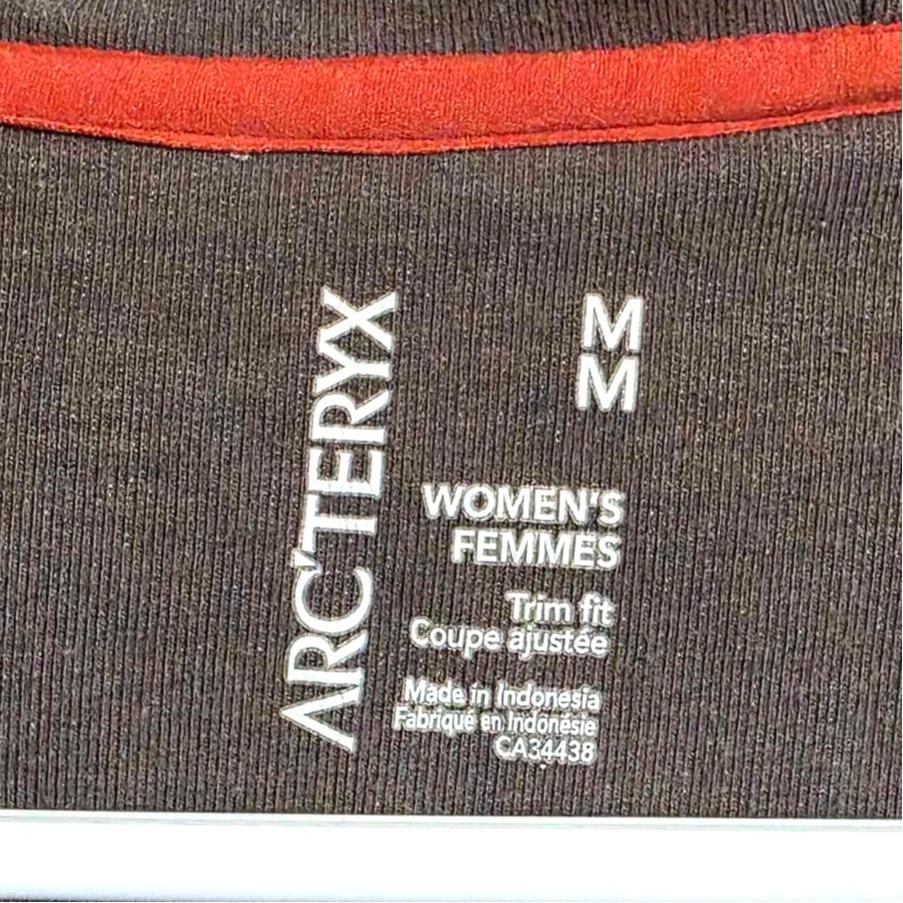 ARC'TERYX
M
M
WOMEN'S
FEMMES
Trim fit
Coupe ajustée
Made in Indonesia
Fabriqué en Indonésie
CA34438